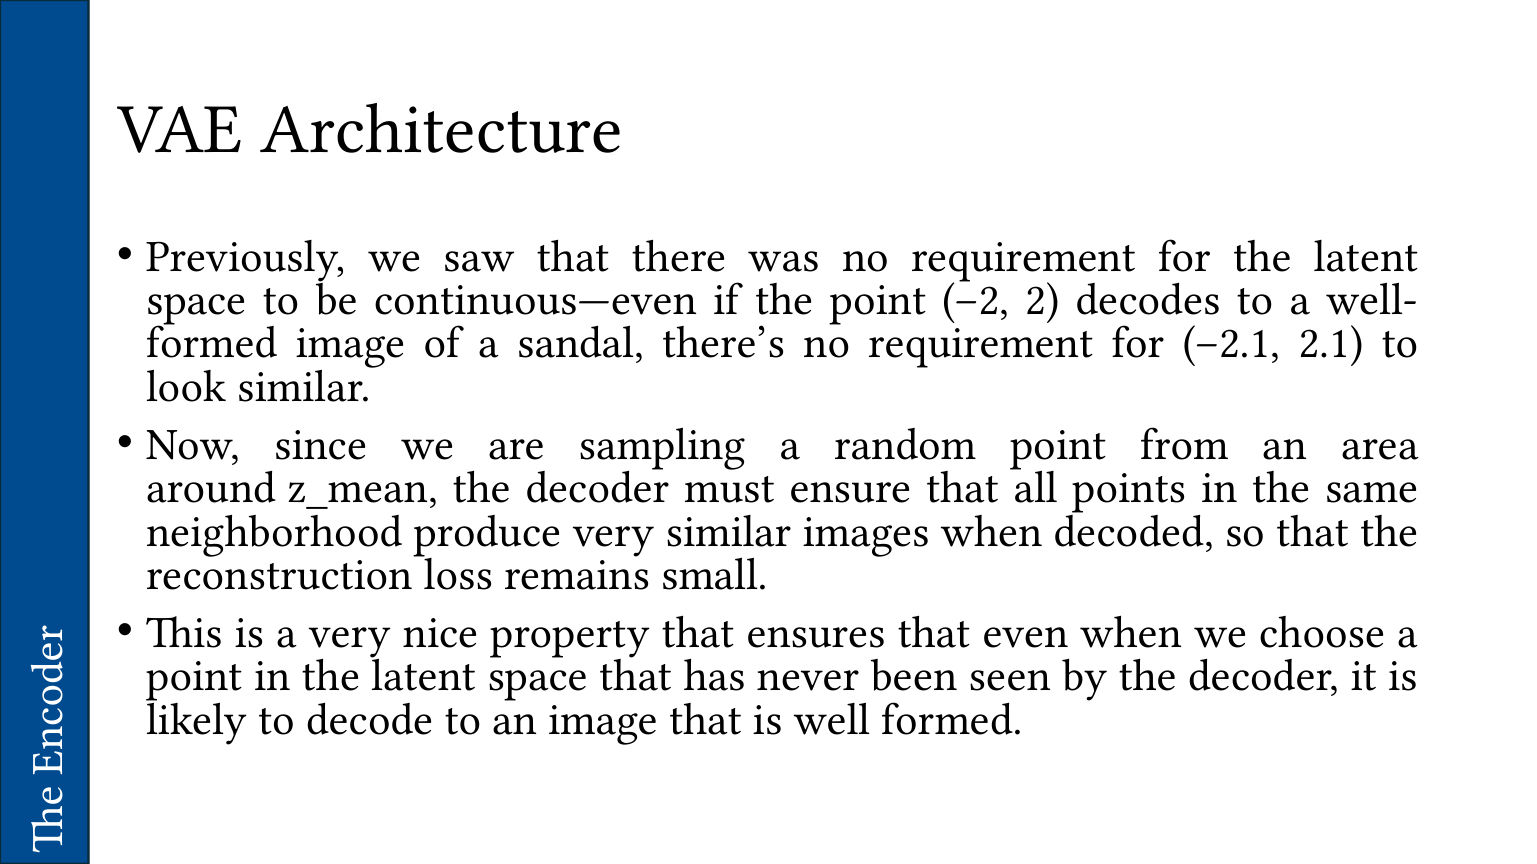 VAE Architecture
• Previously, we saw that there was no requirement for the latent
space to be continuous—even if the point (−2, 2) decodes to a well-
formed image of a sandal, there’s no requirement for (−2.1, 2.1) to
look similar.
• Now, since we are sampling a random point from an area
around z_mean, the decoder must ensure that all points in the same
neighborhood produce very similar images when decoded, so that the
reconstruction loss remains small.
• This is a very nice property that ensures that even when we choose a
point in the latent space that has never been seen by the decoder, it is
likely to decode to an image that is well formed.
The Encoder